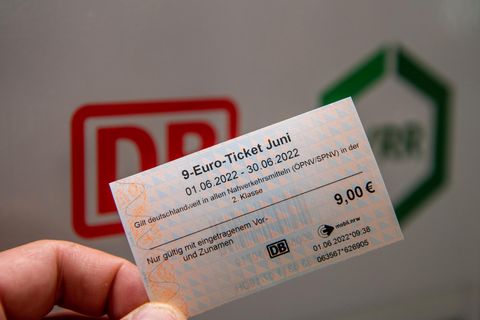 DB
VRR
9-Euro-Ticket Juni
01.06.2022 - 30.06.2022
Gilt deutschlandweit in allen Nahverkehrsmitteln (ÖPNV/SPNV) in der
2. Klasse
9,00 €
Nur gültig mit eingetragenem Vor-
und Zunamen
DB
mobil.nrw
01.06.2022*09:38
063567*626905